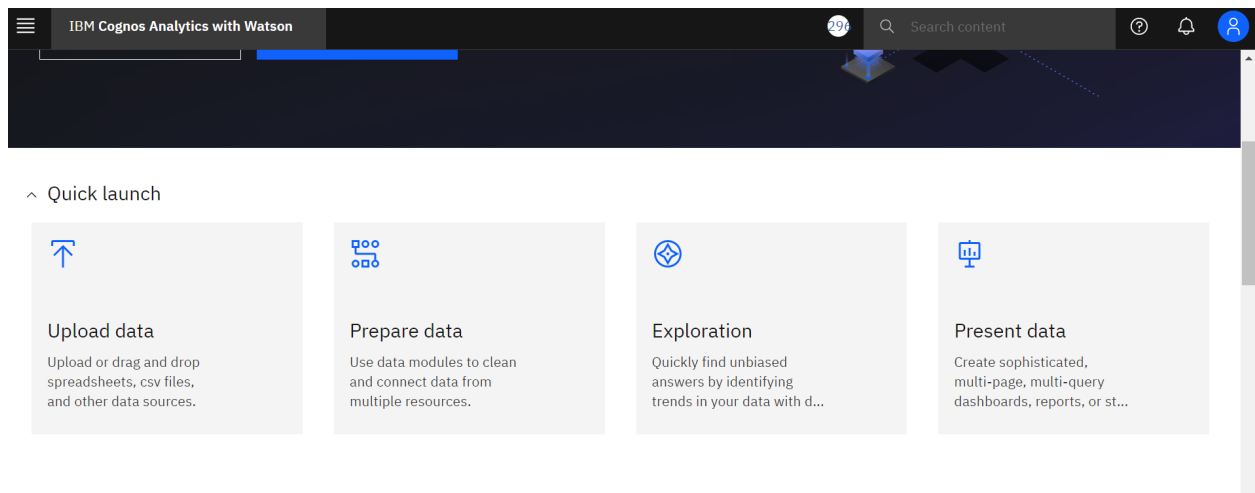 IBM Cognos Analytics with Watson
296
Search content
Quick launch
Upload data
Upload or drag and drop
spreadsheets, csv files,
and other data sources.
Prepare data
Use data modules to clean
and connect data from
multiple resources.
Exploration
Quickly find unbiased
answers by identifying
trends in your data with d...
Present data
Create sophisticated,
multi-page, multi-query
dashboards, reports, or st...